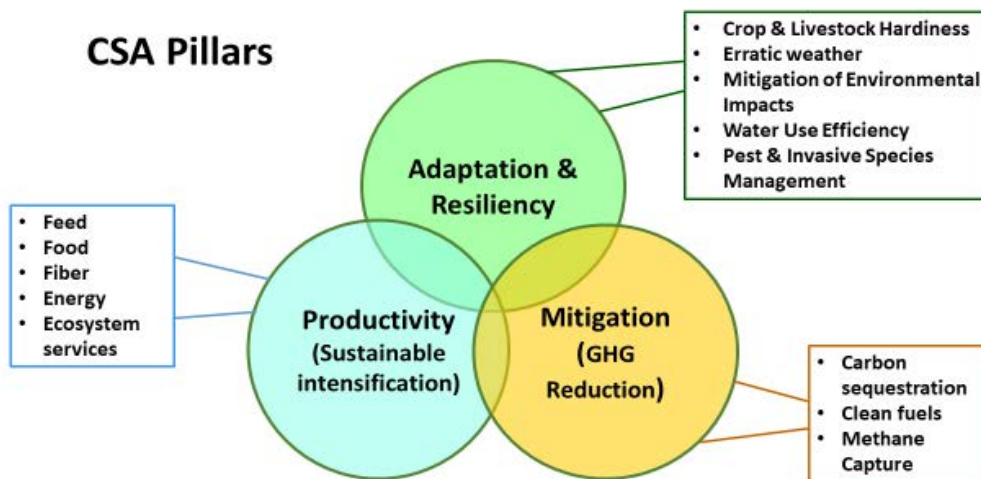 CSA Pillars
• Crop & Livestock Hardiness
• Erratic weather
• Mitigation of Environmental
Impacts
• Water Use Efficiency
• Pest & Invasive Species
Management
Adaptation &
Resiliency
• Feed
• Food
• Fiber
• Energy
• Ecosystem
services
Productivity
(Sustainable
intensification)
Mitigation
(GHG
Reduction)
• Carbon
sequestration
• Clean fuels
• Methane
Capture